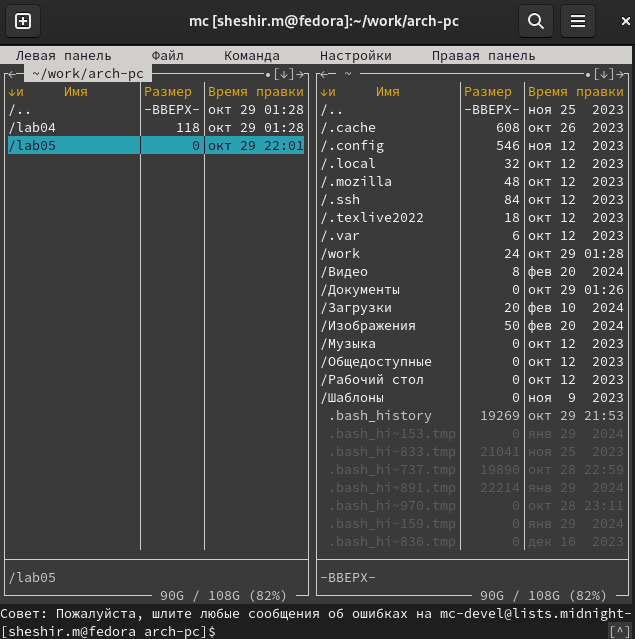 mc [sheshir.m@fedora]:~/work/arch-pc
Левая панель Файл Команда Настройки Правая панель
~/work/arch-pc •[↓] ~ •[↓]
↓и Имя Размер Время правки ↓и Имя Размер Время правки
/.. -ВВЕРХ- окт 29 01:28 /.. -ВВЕРХ- ноя 25 2023
/lab04 118 окт 29 01:28 /.cache 608 окт 26 2023
/lab05 0 окт 29 22:01 /.config 546 ноя 12 2023
/.local 32 окт 12 2023
/.mozilla 48 окт 12 2023
/.ssh 84 окт 12 2023
/.texlive2022 18 окт 12 2023
/.var 6 окт 12 2023
/work 24 окт 29 01:28
/Видео 8 фев 20 2024
/Документы 0 окт 29 01:26
/Загрузки 20 фев 10 2024
/Изображения 50 фев 20 2024
/Музыка 0 окт 12 2023
/Общедоступные 0 окт 12 2023
/Рабочий стол 0 окт 12 2023
/Шаблоны 0 ноя 9 2023
.bash_history 19269 окт 29 21:53
.bash_hi~153.tmp 0 янв 29 2024
.bash_hi~833.tmp 21041 ноя 25 2023
.bash_hi~737.tmp 19890 окт 28 22:59
.bash_hi~891.tmp 22214 янв 29 2024
.bash_hi~970.tmp 0 окт 28 23:11
.bash_hi~159.tmp 0 янв 29 2024
.bash_hi~836.tmp 0 дек 16 2023
/lab05 -ВВЕРХ-
90G / 108G (82%) 90G / 108G (82%)
Совет: Пожалуйста, шлите любые сообщения об ошибках на mc-devel@lists.midnight-
[sheshir.m@fedora arch-pc]$ [^]